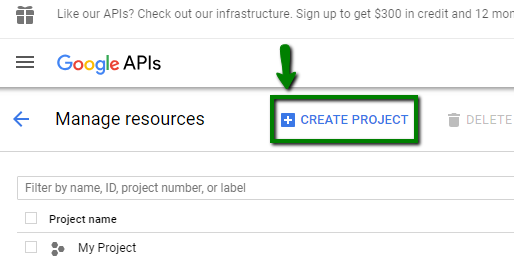 Like our APIs? Check out our infrastructure. Sign up to get $300 in credit and 12 mon
Google APIs
Manage resources CREATE PROJECT DELETE
Filter by name, ID, project number, or label
Project name
My Project